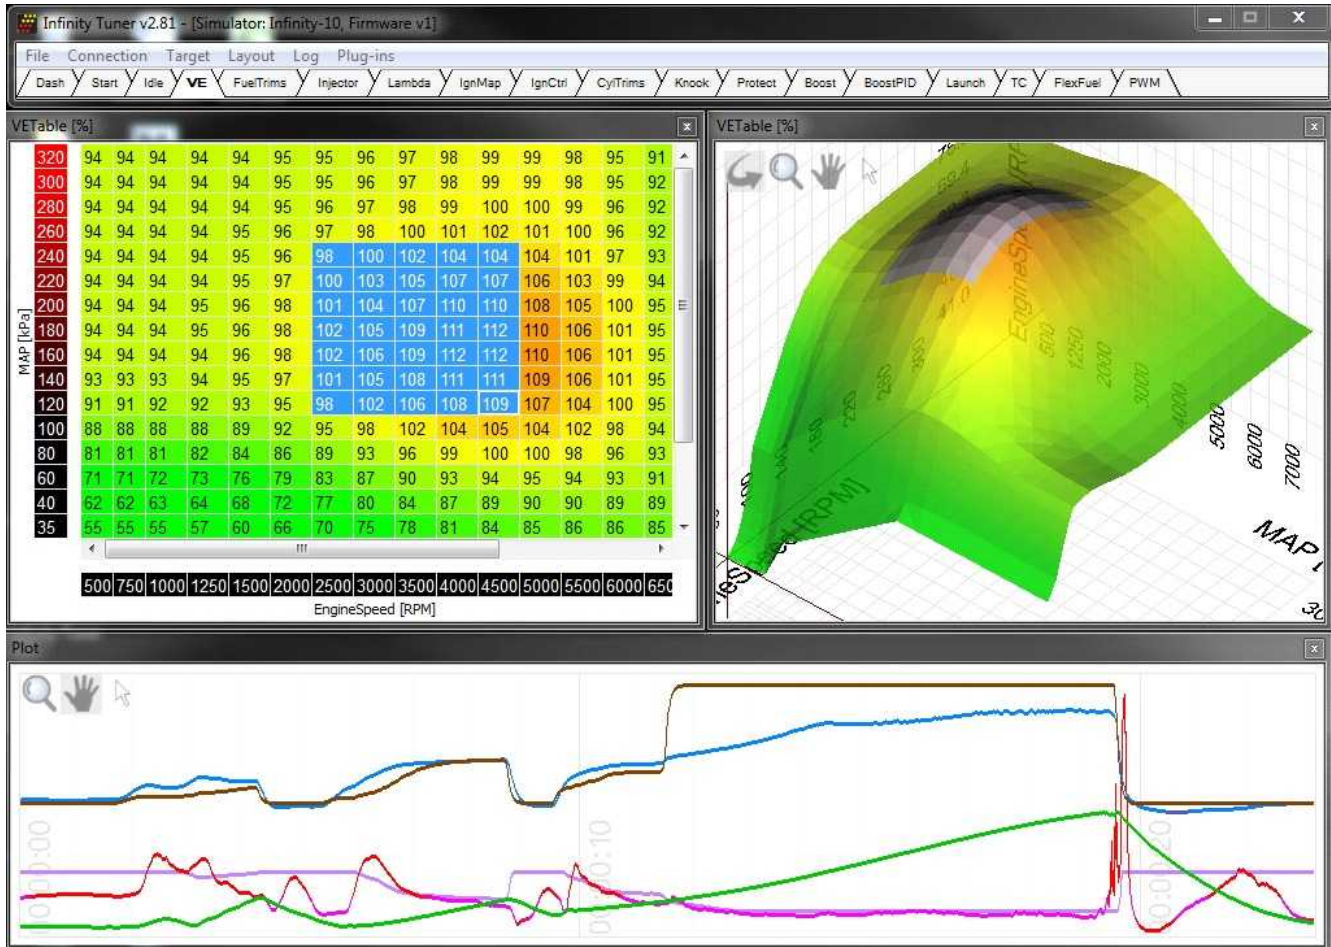 Infinity Tuner v2.81 - [Simulator: Infinity-10, Firmware v1]
File Connection Target Layout Log Plug-ins
Dash Start Idle VE FuelTrims Injector Lambda IgnMap IgnCtrl CylTrims Knook Protect Boost BoostPID Launch TC FlexFuel PWM
VETable [%]
320 94 94 94 94 94 95 95 96 97 98 99 99 98 95 91
300 94 94 94 94 94 95 95 96 97 98 99 99 98 95 92
280 94 94 94 94 94 95 96 97 98 99 100 100 99 96 92
260 94 94 94 94 95 96 97 98 100 101 102 101 100 96 92
240 94 94 94 94 95 96 98 100 102 104 104 104 101 97 93
220 94 94 94 94 95 97 100 103 105 107 107 106 103 99 94
200 94 94 94 95 96 98 101 104 107 110 110 108 105 100 95
180 94 94 94 95 96 98 102 105 109 111 112 110 106 101 95
160 94 94 94 94 96 98 102 106 109 112 112 110 106 101 95
140 93 93 93 94 95 97 101 105 108 111 111 109 106 101 95
120 91 91 92 92 93 95 98 102 106 108 109 107 104 100 95
100 88 88 88 88 89 92 95 98 102 104 105 104 102 98 94
80 81 81 81 82 84 86 89 93 96 99 100 100 98 96 93
60 71 71 72 73 76 79 83 87 90 93 94 95 94 93 91
40 62 62 63 64 68 72 77 80 84 87 89 90 90 89 89
35 55 55 55 57 60 66 70 75 78 81 84 85 86 86 85
MAP [kPa]
500 750 1000 1250 1500 2000 2500 3000 3500 4000 4500 5000 5500 6000 650
EngineSpeed [RPM]
VETable [%]
500
1250
2000
3000
4000
5000
6000
7000
MAP
Plot
00:00:10
00:00:20